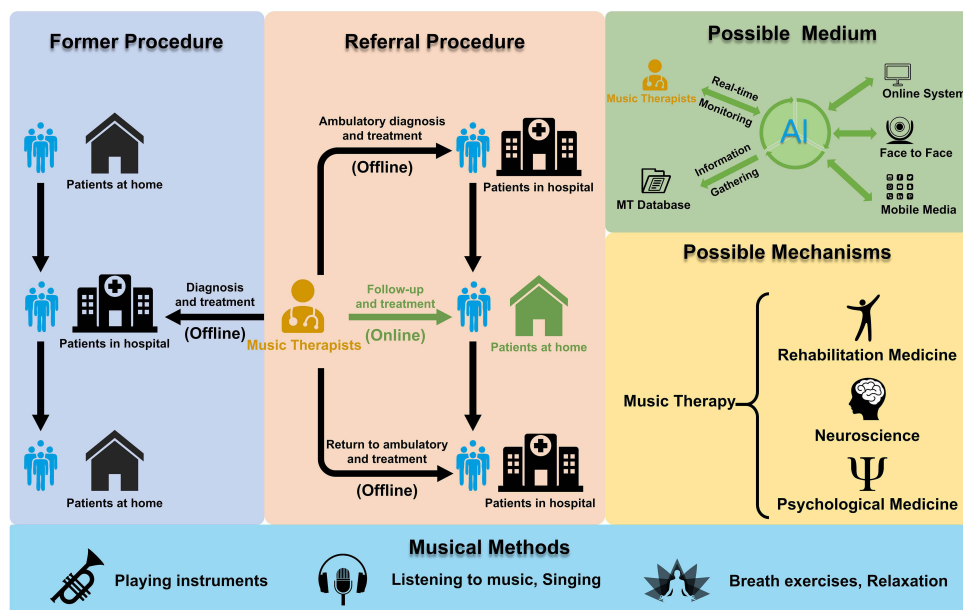 Former Procedure
Patients at home
Diagnosis
and treatment
(Offline)
Patients in hospital
Patients at home
Referral Procedure
Ambulatory diagnosis
and treatment
(Offline)
Patients in hospital
Music Therapists
Follow-up
and treatment
(Online)
Patients at home
Return to ambulatory
and treatment
(Offline)
Patients in hospital
Possible Medium
Music Therapists
Real-time
Monitoring
AI
Information
Gathering
MT Database
Online System
Face to Face
Mobile Media
Possible Mechanisms
Music Therapy
Rehabilitation Medicine
Neuroscience
Ψ
Psychological Medicine
Musical Methods
Playing instruments
Listening to music, Singing
Breath exercises, Relaxation